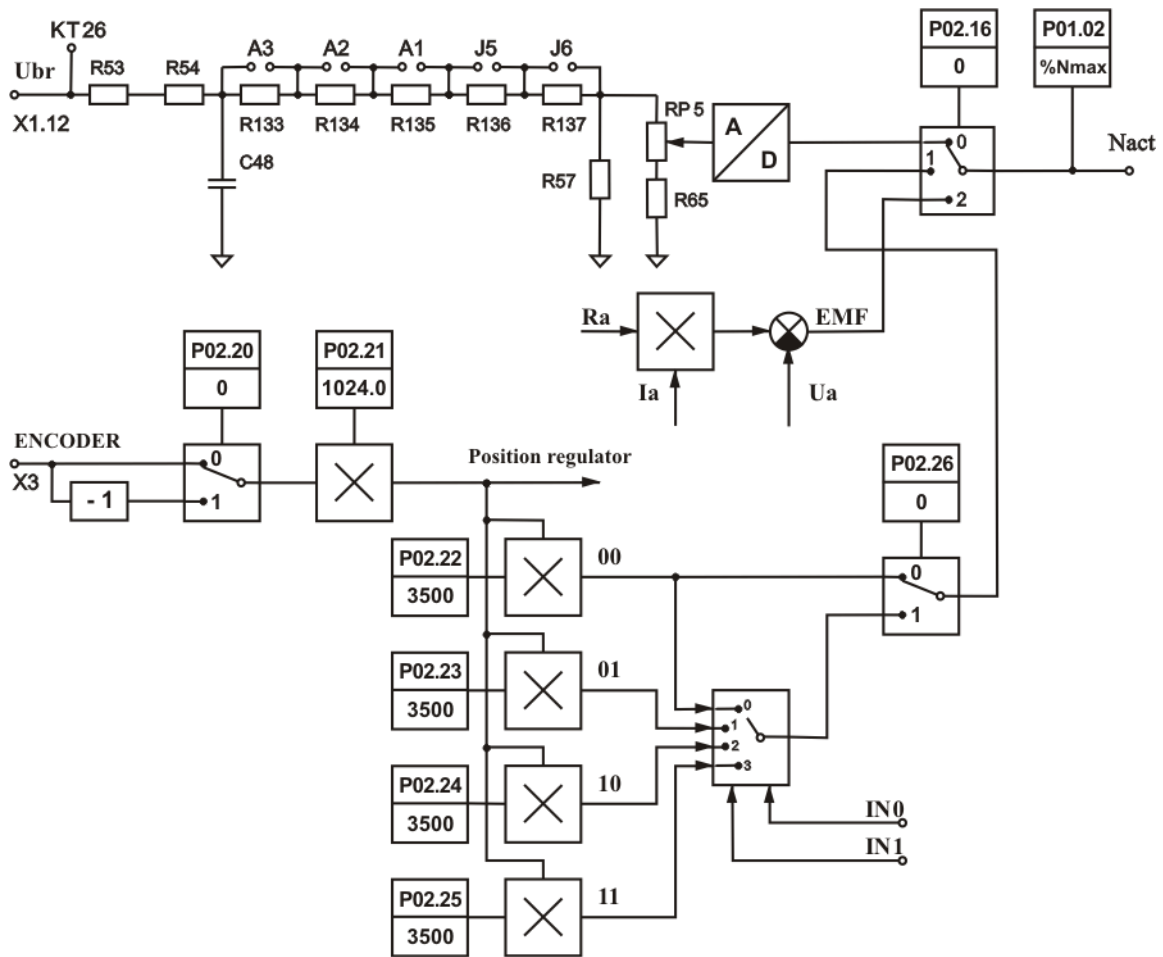 KT26
A3 A2 A1 J5 J6
P02.16
0
P01.02
%Nmax
Ubr
X1.12
R53 R54
R133 R134 R135 R136 R137
C48
R57
RP5
R65
A
D
0
1
2
Nact
Ra
Ia
EMF
Ua
P02.20
0
P02.21
1024.0
ENCODER
X3
- 1
0
1
Position regulator
P02.26
0
0
1
P02.22
3500
00
P02.23
3500
01
0
1
2
3
P02.24
3500
10
IN0
IN1
P02.25
3500
11